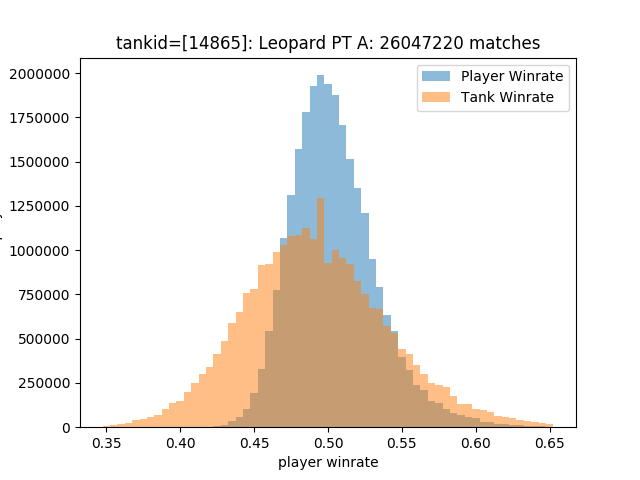 tankid=[14865]: Leopard PT A: 26047220 matches
Player Winrate
Tank Winrate
2000000
1750000
1500000
1250000
1000000
750000
500000
250000
0
0.35 0.40 0.45 0.50 0.55 0.60 0.65
player winrate